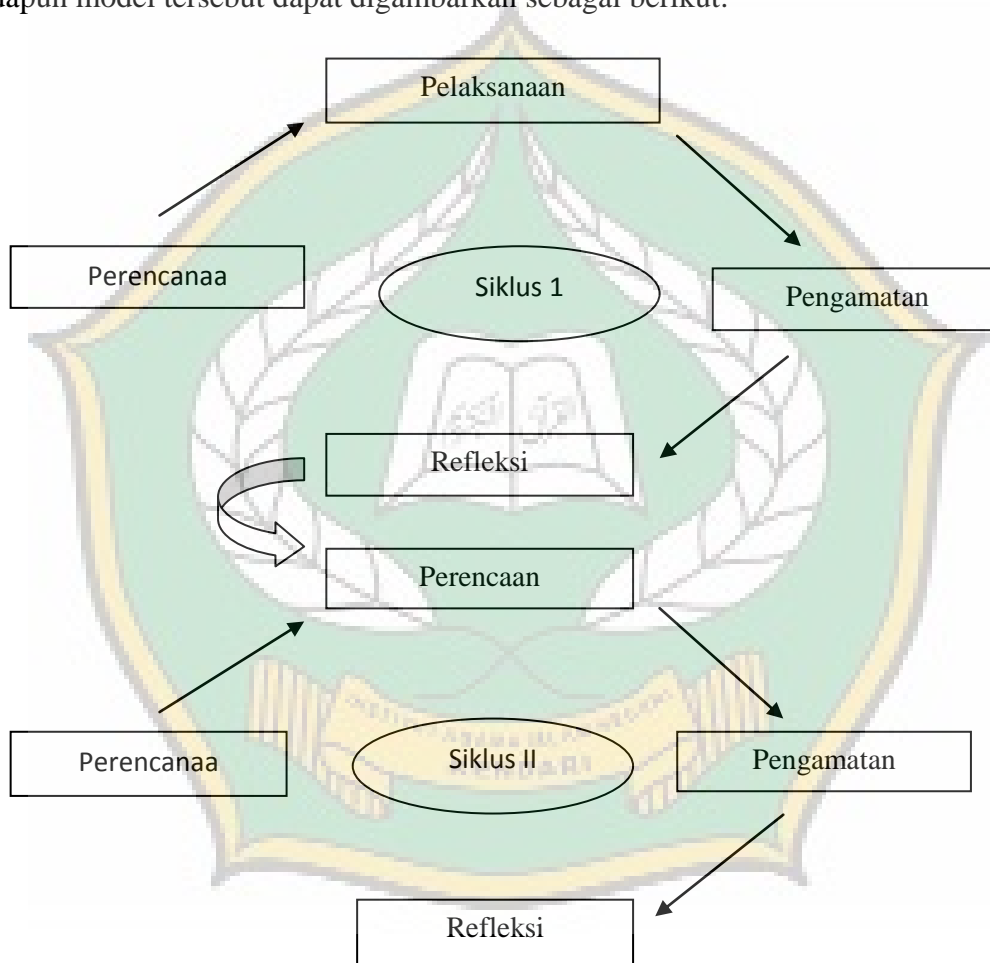 apun model tersebut dapat digambarkan sebagai berikut:
Pelaksanaan
Perencanaa
Siklus 1
Pengamatan
Refleksi
Perencaan
Perencanaa
Siklus II
Pengamatan
KENDARI
Refleksi